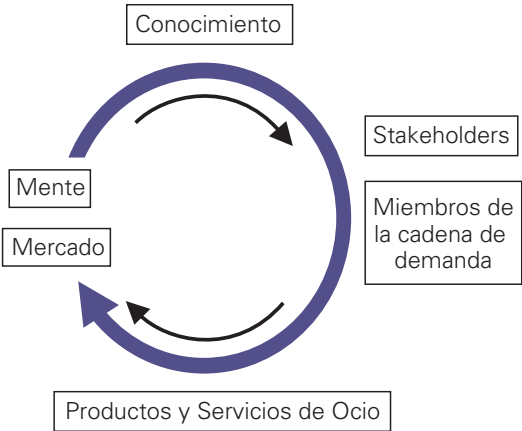 Conocimiento
Stakeholders
Mente
Miembros de
la cadena de
demanda
Mercado
Productos y Servicios de Ocio